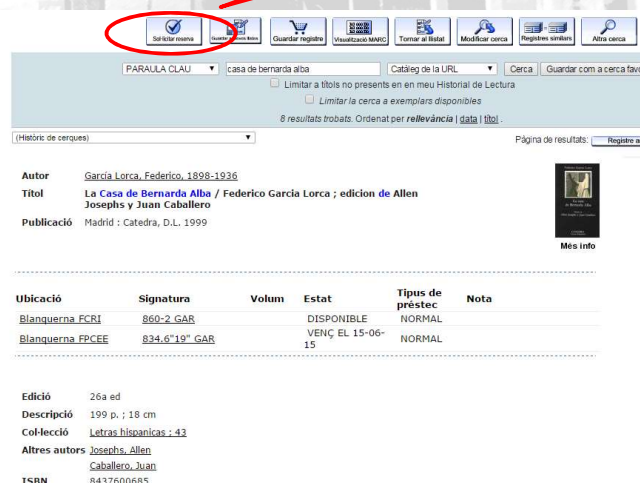 Sol·licitar reserva
Guardar registre
Visualització MARC
Tornar al llistat
Modificar cerca
Registres similars
Altra cerca
PARAULA CLAU casa de bernarda alba Catàleg de la URL Cerca Guardar com a cerca favo
Limitar a títols no presents en en meu Historial de Lectura
Limitar la cerca a exemplars disponibles
8 resultats trobats. Ordenat per rellevància | data | títol .
(Històric de cerques) Pàgina de resultats: Registre a
Autor García Lorca, Federico, 1898-1936
Títol La Casa de Bernarda Alba / Federico Garcia Lorca ; edicion de Allen
Josephs y Juan Caballero
Publicació Madrid : Catedra, D.L. 1999
Més info
Ubicació Signatura Volum Estat Tipus de préstec Nota
Blanquerna FCRI 860-2 GAR DISPONIBLE NORMAL
Blanquerna FPCEE 834.6"19" GAR VENÇ EL 15-06-15 NORMAL
Edició 26a ed
Descripció 199 p. ; 18 cm
Col·lecció Letras hispanicas ; 43
Altres autors Josephs, Allen
Caballero, Juan
ISBN 8437600685